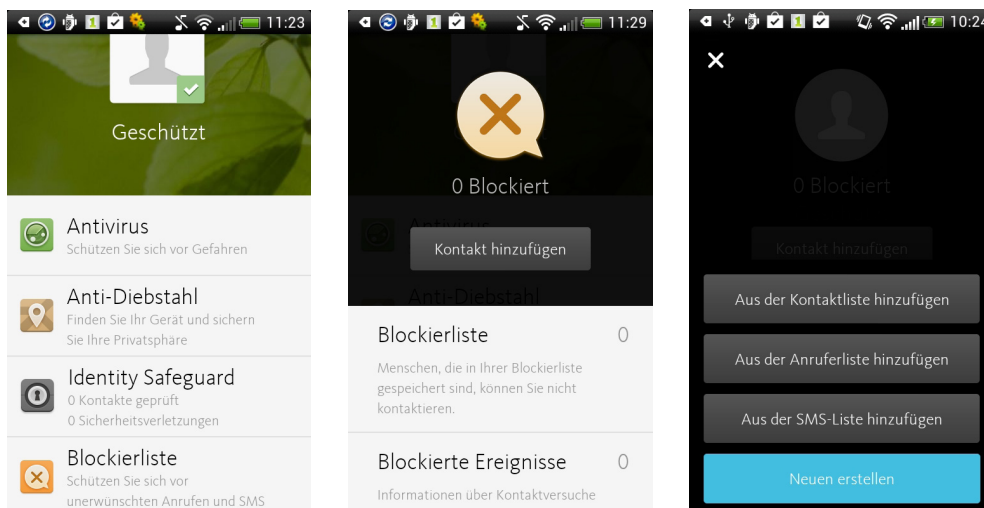 11:23
Geschützt
Antivirus
Schützen Sie sich vor Gefahren
Anti-Diebstahl
Finden Sie Ihr Gerät und sichern
Sie Ihre Privatsphäre
Identity Safeguard
0 Kontakte geprüft
0 Sicherheitsverletzungen
Blockierliste
Schützen Sie sich vor
unerwünschten Anrufen und SMS
11:29
0 Blockiert
Antivirus
Kontakt hinzufügen
Anti-Diebstahl
Blockierliste 0
Menschen, die in Ihrer Blockierliste
gespeichert sind, können Sie nicht
kontaktieren.
Blockierte Ereignisse 0
Informationen über Kontaktversuche
10:24
0 Blockiert
Kontakt hinzufügen
Aus der Kontaktliste hinzufügen
Aus der Anruferliste hinzufügen
Aus der SMS-Liste hinzufügen
Neuen erstellen